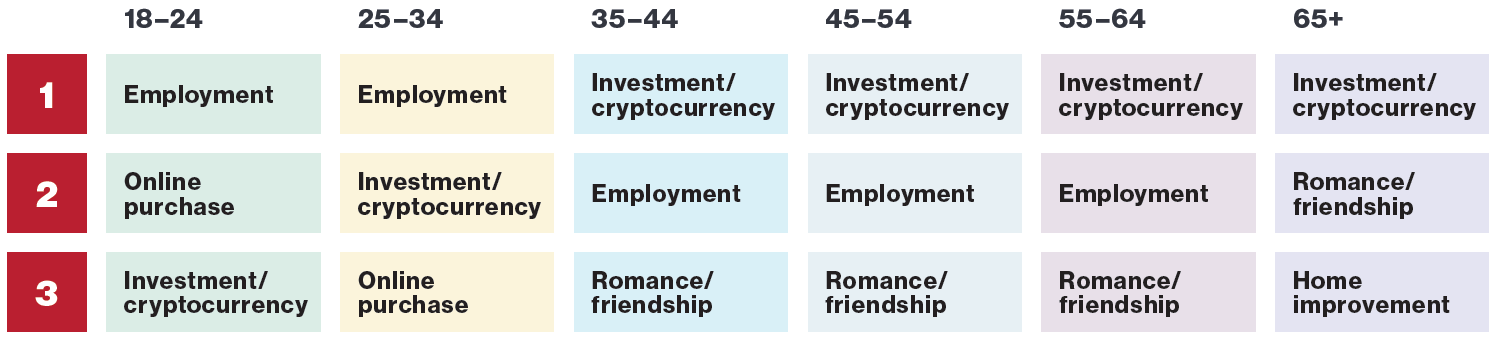 18–24 25–34 35–44 45–54 55–64 65+
1
Employment
Employment
Investment/
cryptocurrency
Investment/
cryptocurrency
Investment/
cryptocurrency
Investment/
cryptocurrency
2
Online
purchase
Investment/
cryptocurrency
Employment
Employment
Employment
Romance/
friendship
3
Investment/
cryptocurrency
Online
purchase
Romance/
friendship
Romance/
friendship
Romance/
friendship
Home
improvement